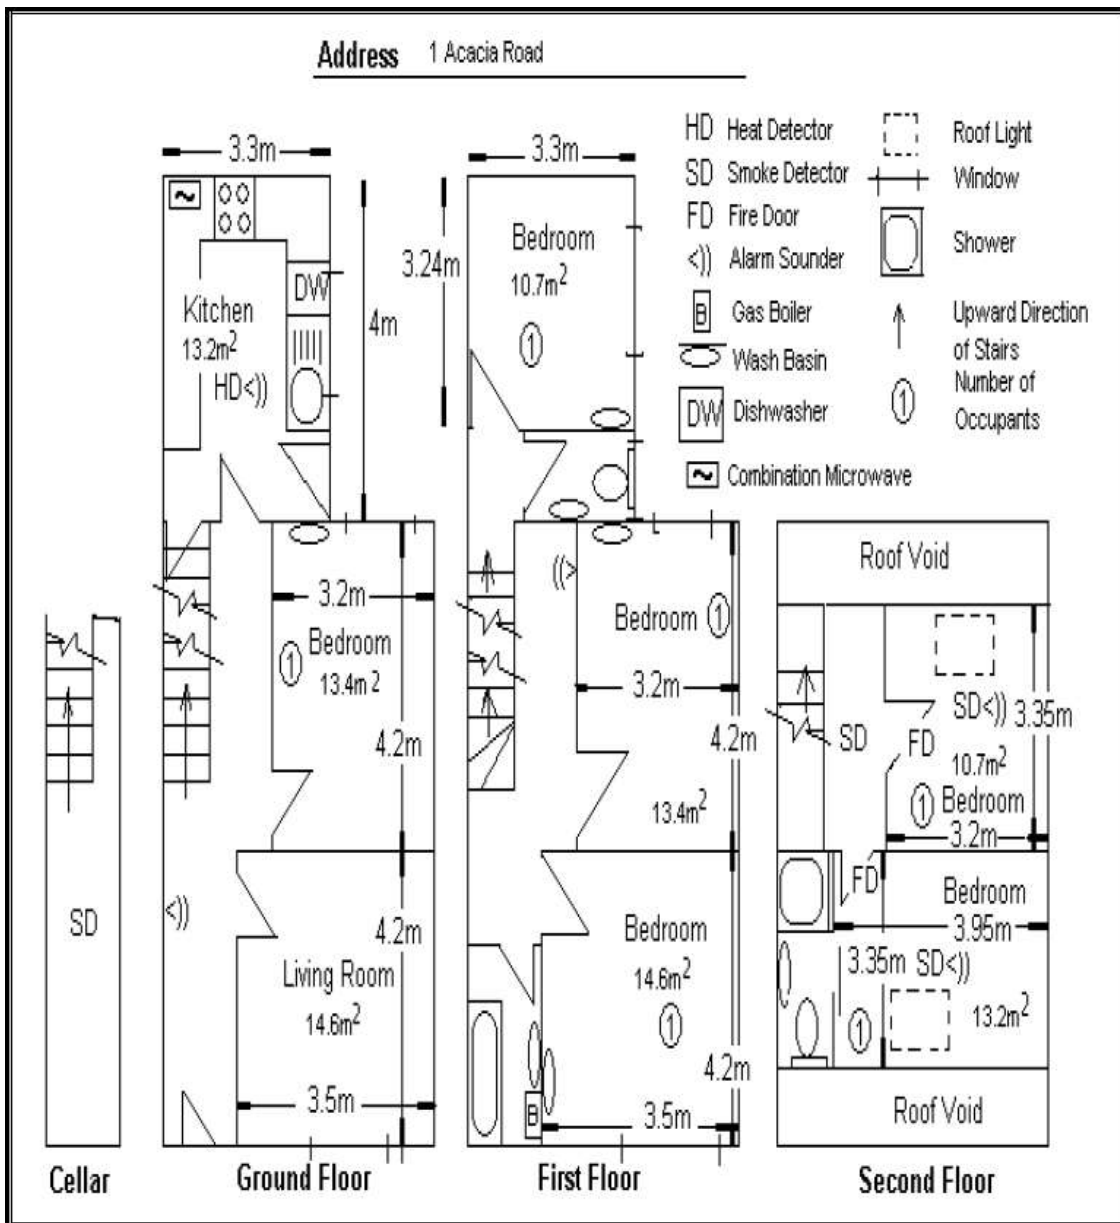 Address 1 Acacia Road
HD Heat Detector
SD Smoke Detector
FD Fire Door
<)) Alarm Sounder
B Gas Boiler
Wash Basin
DW Dishwasher
~ Combination Microwave
Roof Light
Window
Shower
Upward Direction
of Stairs
1 Number of
Occupants
SD
Cellar
3.3m
DW
Kitchen
13.2m²
4m
HD<))
3.2m
1 Bedroom
13.4m²
4.2m
<))
4.2m
Living Room
14.6m²
3.5m
Ground Floor
3.3m
Bedroom
3.24m
10.7m²
1
((>
Bedroom 1
3.2m
4.2m
13.4m²
Bedroom
14.6m²
1
4.2m
B
3.5m
First Floor
Roof Void
SD<)) 3.35m
SD
FD
10.7m²
1 Bedroom
3.2m
FD
Bedroom
3.95m
3.35m SD<))
13.2m²
1
Roof Void
Second Floor